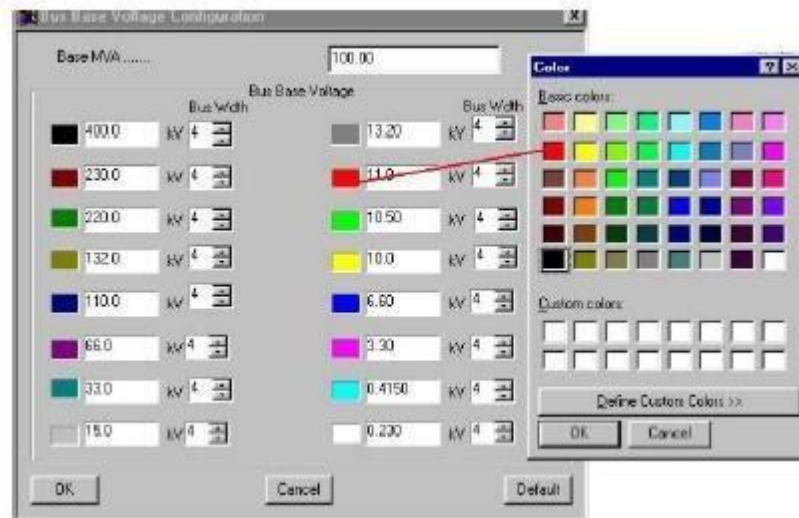 Bus Base Voltage Configuration
Base MVA ...... 100.00
Bus Base Voltage
Bus Width Bus Width
400.0 kV 4 13.20 kV 4
230.0 kV 4 11.0 kV 4
220.0 kV 4 10.50 kV 4
132.0 kV 4 10.0 kV 4
110.0 kV 4 6.60 kV 4
66.0 kV 4 3.30 kV 4
33.0 kV 4 0.4150 kV 4
15.0 kV 4 0.230 kV 4
OK Cancel Default
Color
Basic colors:
Custom colors:
Define Custom Colors >>
OK Cancel